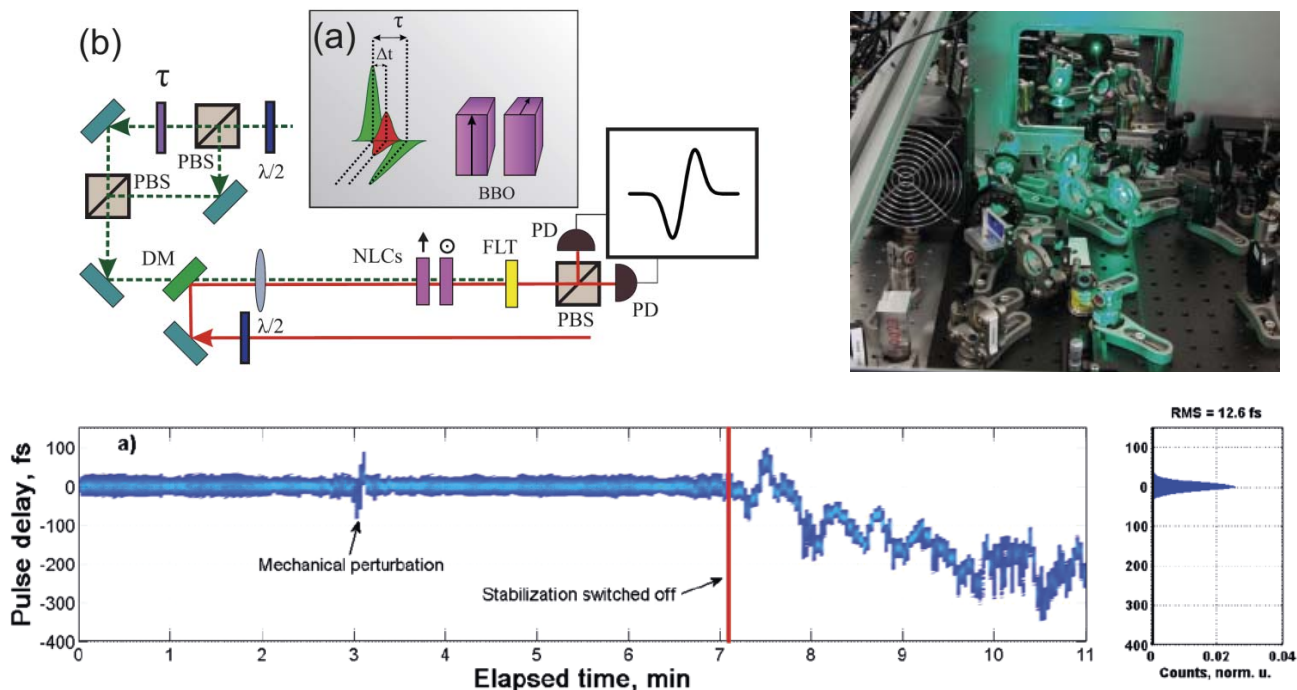 (b)
(a)
τ
Δt
τ
PBS
λ/2
PBS
BBO
DM
NLCs
FLT
PD
PBS
PD
λ/2
a)
Pulse delay, fs
100
0
-100
-200
-300
-400
Mechanical perturbation
Stabilization switched off
0 1 2 3 4 5 6 7 8 9 10 11
Elapsed time, min
RMS = 12.6 fs
100
0
100
200
300
400
0 0.02 0.04
Counts, norm. u.